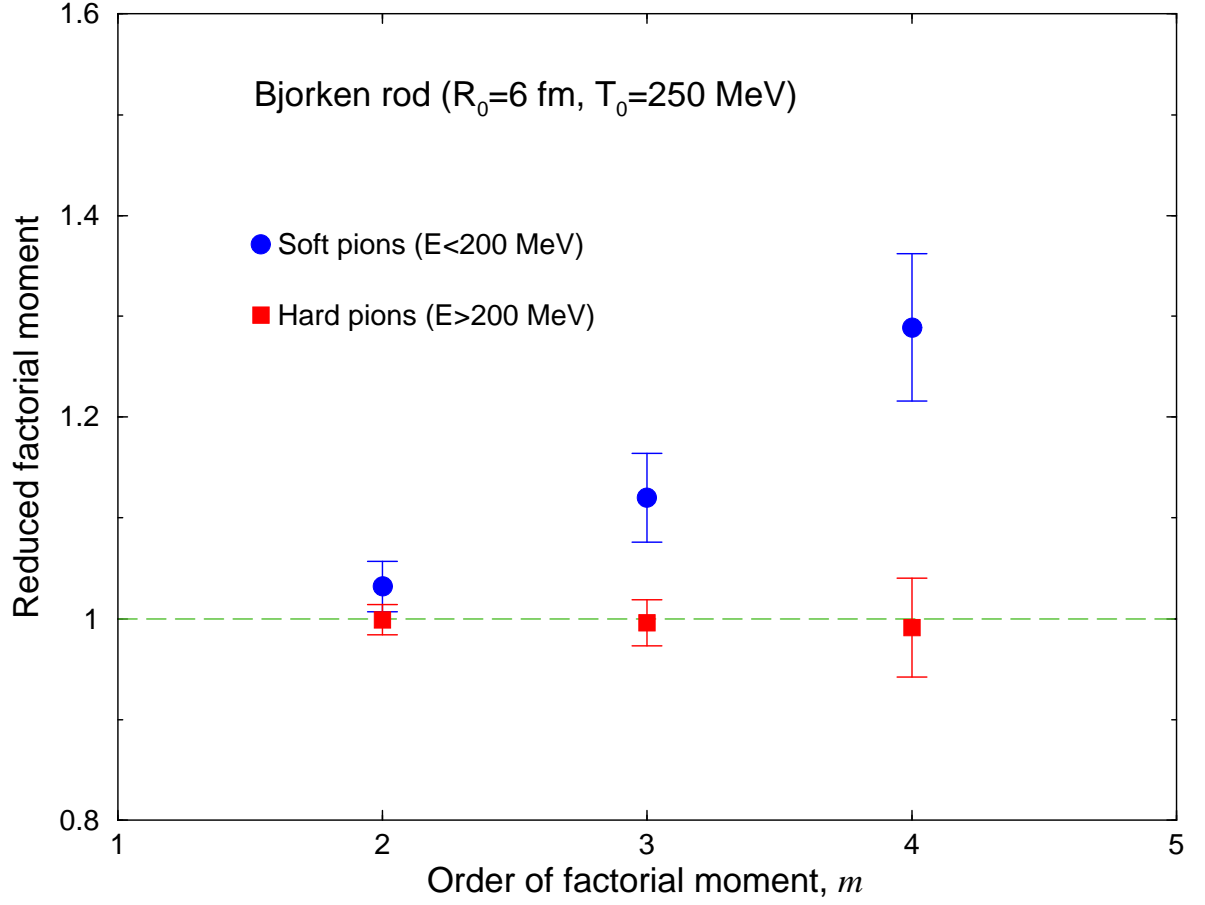 Bjorken rod (R₀=6 fm, T₀=250 MeV)
Soft pions (E<200 MeV)
Hard pions (E>200 MeV)
Reduced factorial moment
1.6
1.4
1.2
1
0.8
1 2 3 4 5
Order of factorial moment, m